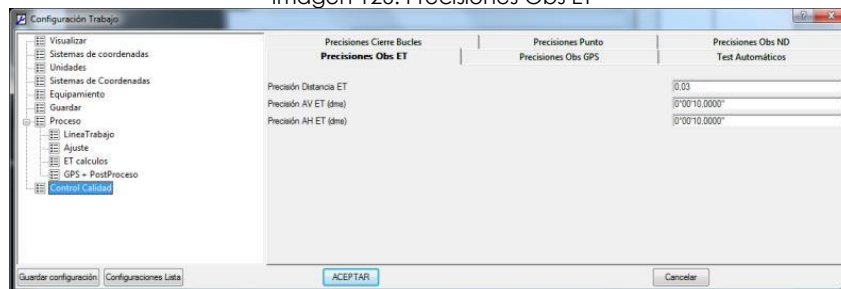 Imagen 120. Precisiones Obs ET
Configuración Trabajo
Visualizar
Sistemas de coordenadas
Unidades
Sistemas de Coordenadas
Equipamiento
Guardar
Proceso
LineaTrabajo
Ajuste
ET calculos
GPS + PostProceso
Control Calidad
Precisiones Cierre Bucles
Precisiones Punto
Precisiones Obs ND
Precisiones Obs ET
Precisiones Obs GPS
Test Automáticos
Precisión Distancia ET
0,03
Precisión AV ET (dms)
0°00'10,0000"
Precisión AH ET (dms)
0°00'10,0000"
Guardar configuración
Configuraciones Lista
ACEPTAR
Cancelar